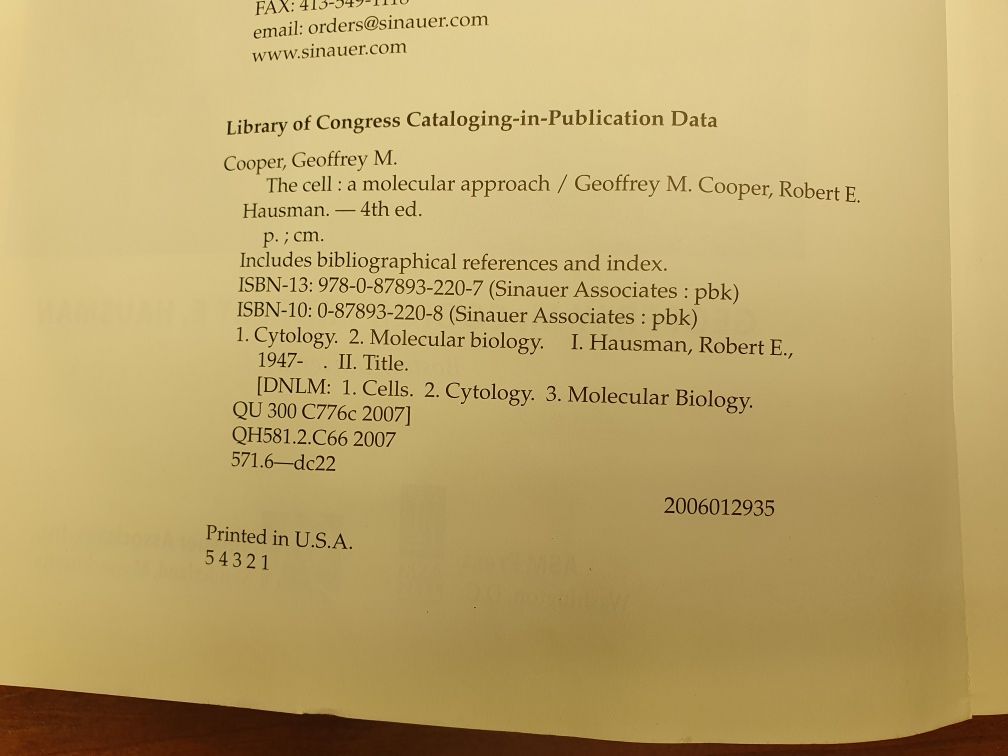 FAX: 413-549-1118
email: orders@sinauer.com
www.sinauer.com
Library of Congress Cataloging-in-Publication Data
Cooper, Geoffrey M.
The cell : a molecular approach / Geoffrey M. Cooper, Robert E.
Hausman. — 4th ed.
p. ; cm.
Includes bibliographical references and index.
ISBN-13: 978-0-87893-220-7 (Sinauer Associates : pbk)
ISBN-10: 0-87893-220-8 (Sinauer Associates : pbk)
1. Cytology. 2. Molecular biology. I. Hausman, Robert E.,
1947- . II. Title.
[DNLM: 1. Cells. 2. Cytology. 3. Molecular Biology.
QU 300 C776c 2007]
QH581.2.C66 2007
571.6—dc22
2006012935
Printed in U.S.A.
5 4 3 2 1